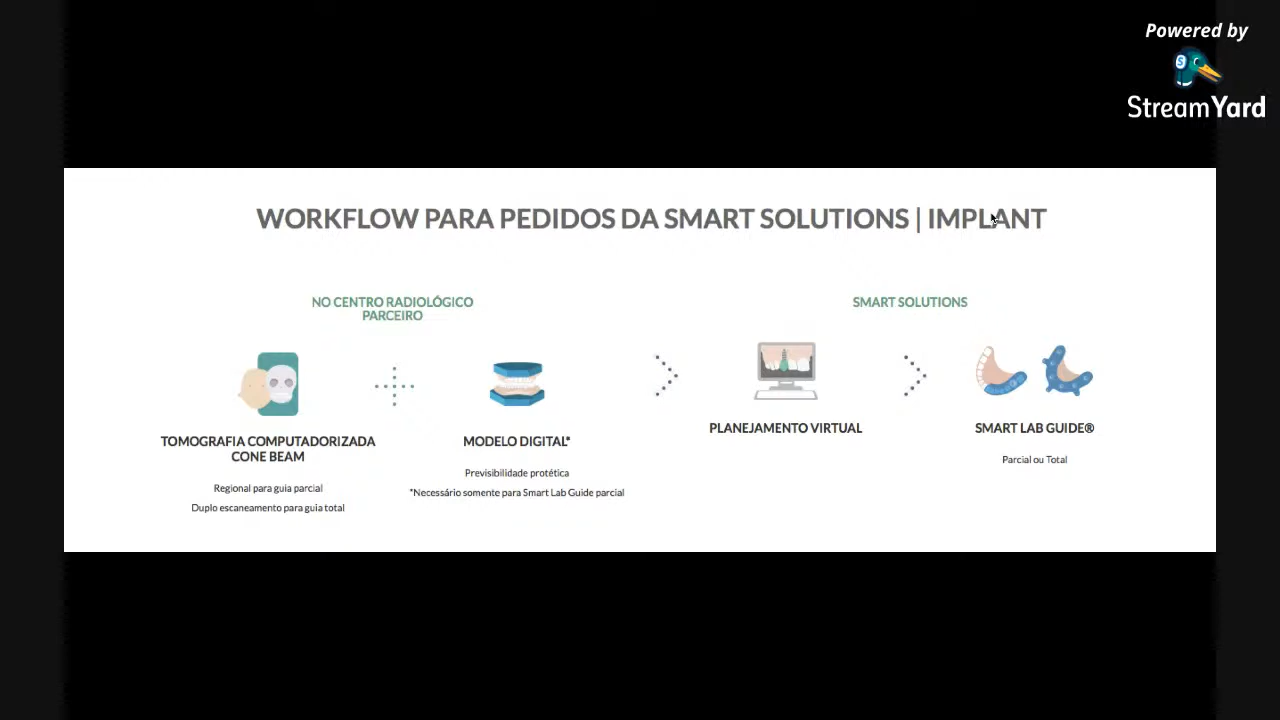 Powered by
StreamYard
WORKFLOW PARA PEDIDOS DA SMART SOLUTIONS | IMPLANT
NO CENTRO RADIOLÓGICO
PARCEIRO
TOMOGRAFIA COMPUTADORIZADA
CONE BEAM
Regional para guia parcial
Duplo escaneamento para guia total
MODELO DIGITAL*
Previsibilidade protética
*Necessário somente para Smart Lab Guide parcial
SMART SOLUTIONS
PLANEJAMENTO VIRTUAL
SMART LAB GUIDE®
Parcial ou Total